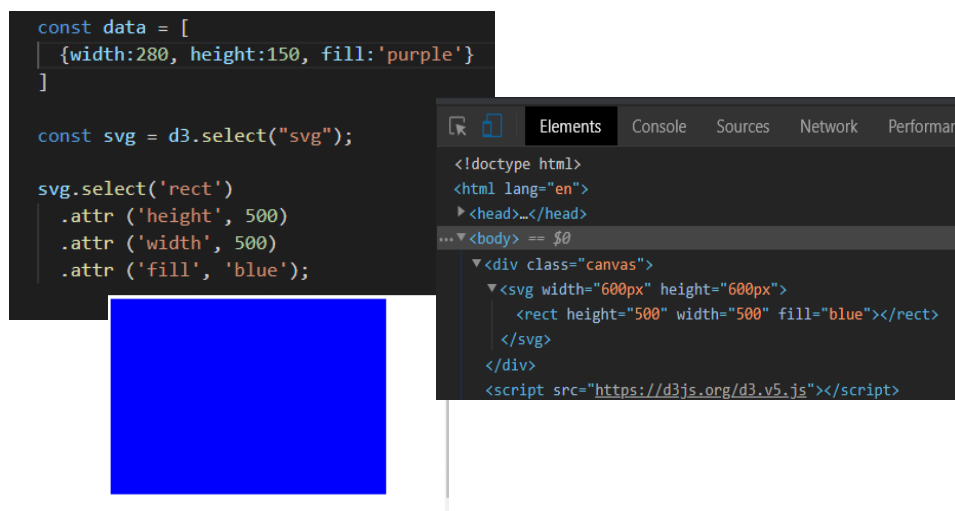 const data = [
{width:280, height:150, fill:'purple'}
]
const svg = d3.select("svg");
svg.select('rect')
.attr ('height', 500)
.attr ('width', 500)
.attr ('fill', 'blue');
Elements Console Sources Network Performan
<!doctype html>
<html lang="en">
<head>…</head>
<body> == $0
<div class="canvas">
<svg width="600px" height="600px">
<rect height="500" width="500" fill="blue"></rect>
</svg>
</div>
<script src="https://d3js.org/d3.v5.js"></script>